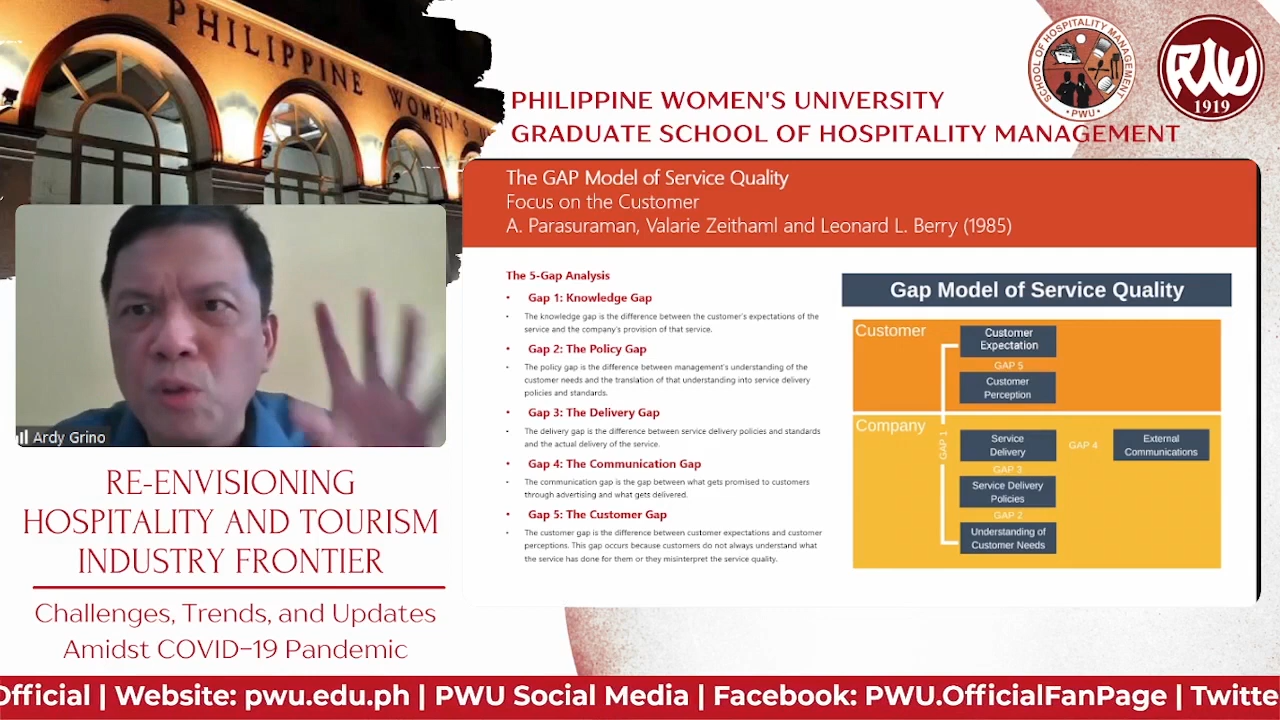 PHILIPPINE WOMEN'S U
SCHOOL OF HOSPITALITY MANAGEMENT
• PWU •
PWU
1919
PHILIPPINE WOMEN'S UNIVERSITY
GRADUATE SCHOOL OF HOSPITALITY MANAGEMENT
The GAP Model of Service Quality
Focus on the Customer
A. Parasuraman, Valarie Zeithaml and Leonard L. Berry (1985)
The 5-Gap Analysis
• Gap 1: Knowledge Gap
• The knowledge gap is the difference between the customer's expectations of the
service and the company's provision of that service.
• Gap 2: The Policy Gap
• The policy gap is the difference between management's understanding of the
customer needs and the translation of that understanding into service delivery
policies and standards.
• Gap 3: The Delivery Gap
• The delivery gap is the difference between service delivery policies and standards
and the actual delivery of the service.
• Gap 4: The Communication Gap
• The communication gap is the gap between what gets promised to customers
through advertising and what gets delivered.
• Gap 5: The Customer Gap
• The customer gap is the difference between customer expectations and customer
perceptions. This gap occurs because customers do not always understand what
the service has done for them or they misinterpret the service quality.
Gap Model of Service Quality
Customer
Customer
Expectation
GAP 5
Customer
Perception
Company
GAP 1
Service
Delivery
GAP 4
External
Communications
GAP 3
Service Delivery
Policies
GAP 2
Understanding of
Customer Needs
Ardy Grino
RE-ENVISIONING
HOSPITALITY AND TOURISM
INDUSTRY FRONTIER
Challenges, Trends, and Updates
Amidst COVID-19 Pandemic
Official | Website: pwu.edu.ph | PWU Social Media | Facebook: PWU.OfficialFanPage | Twitte